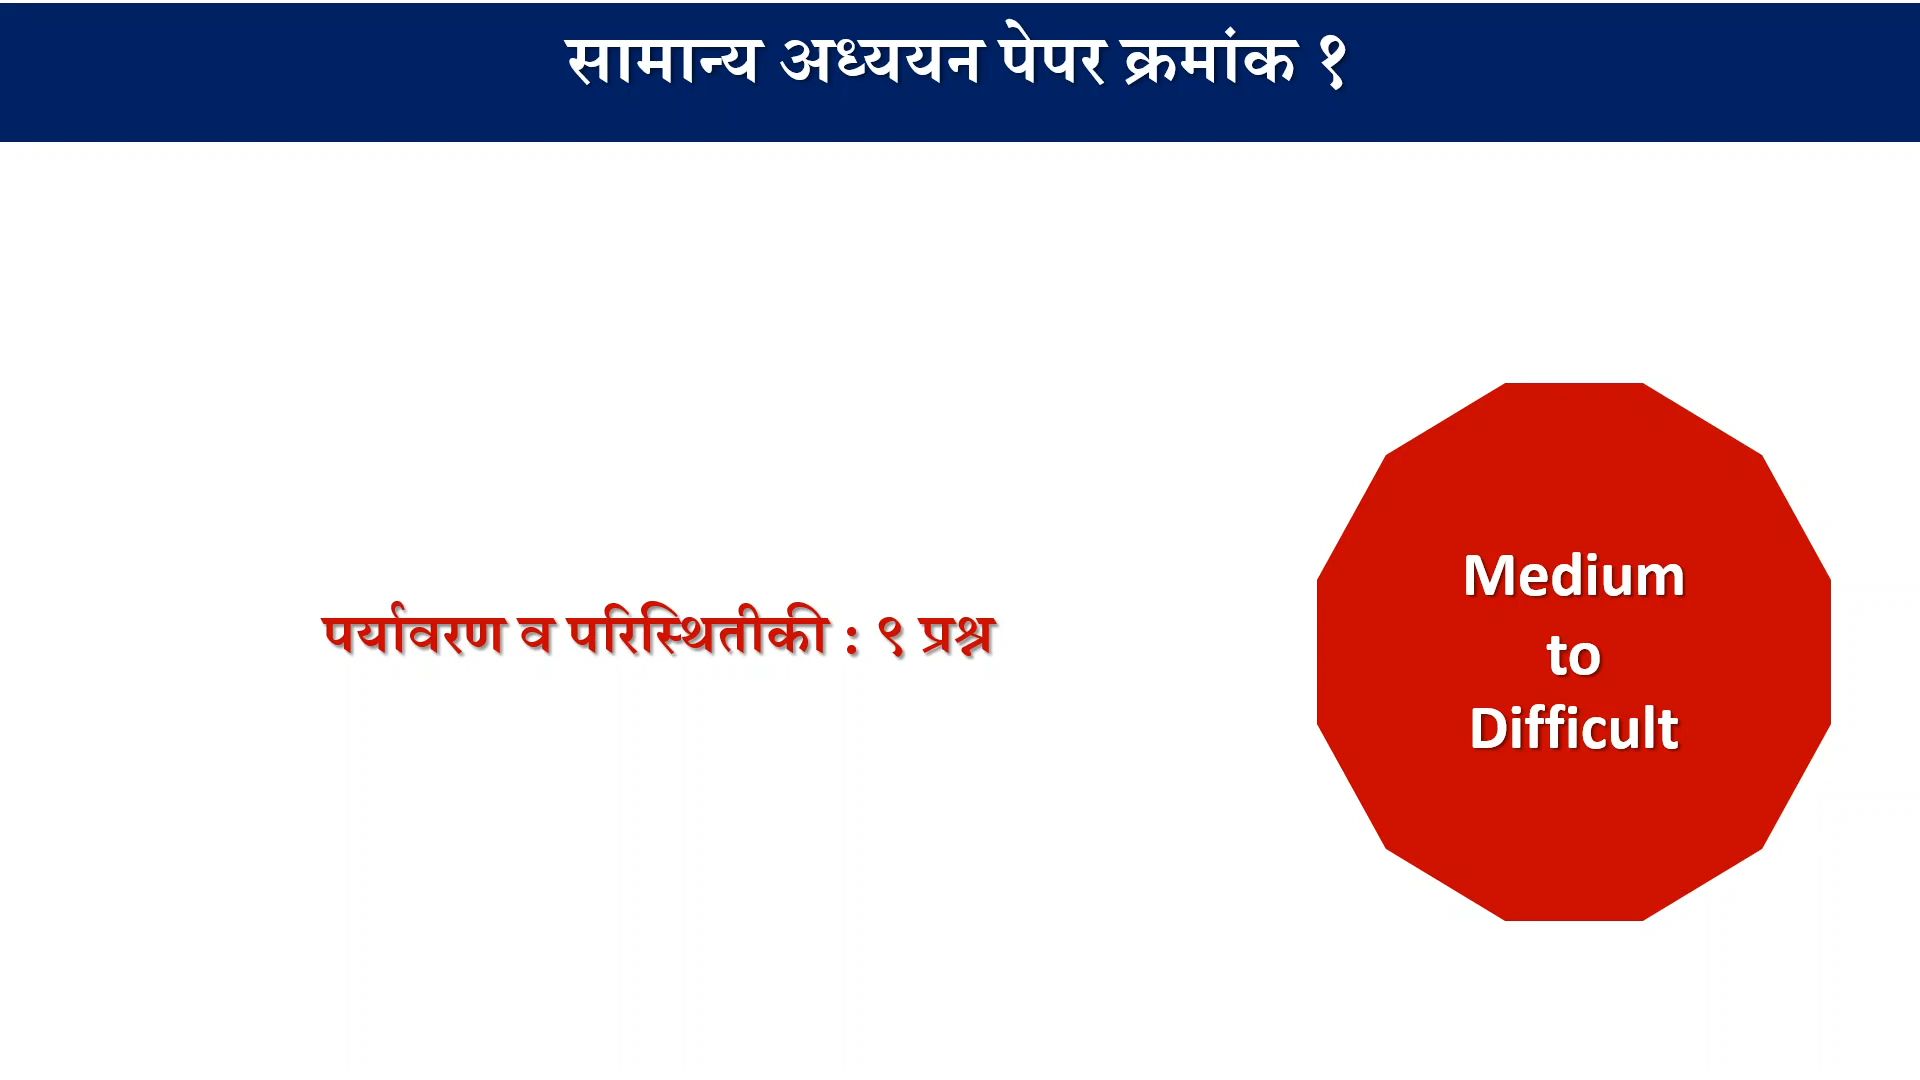 सामान्य अध्ययन पेपर क्रमांक १
पर्यावरण व परिस्थितीकी : ९ प्रश्न
Medium
to
Difficult